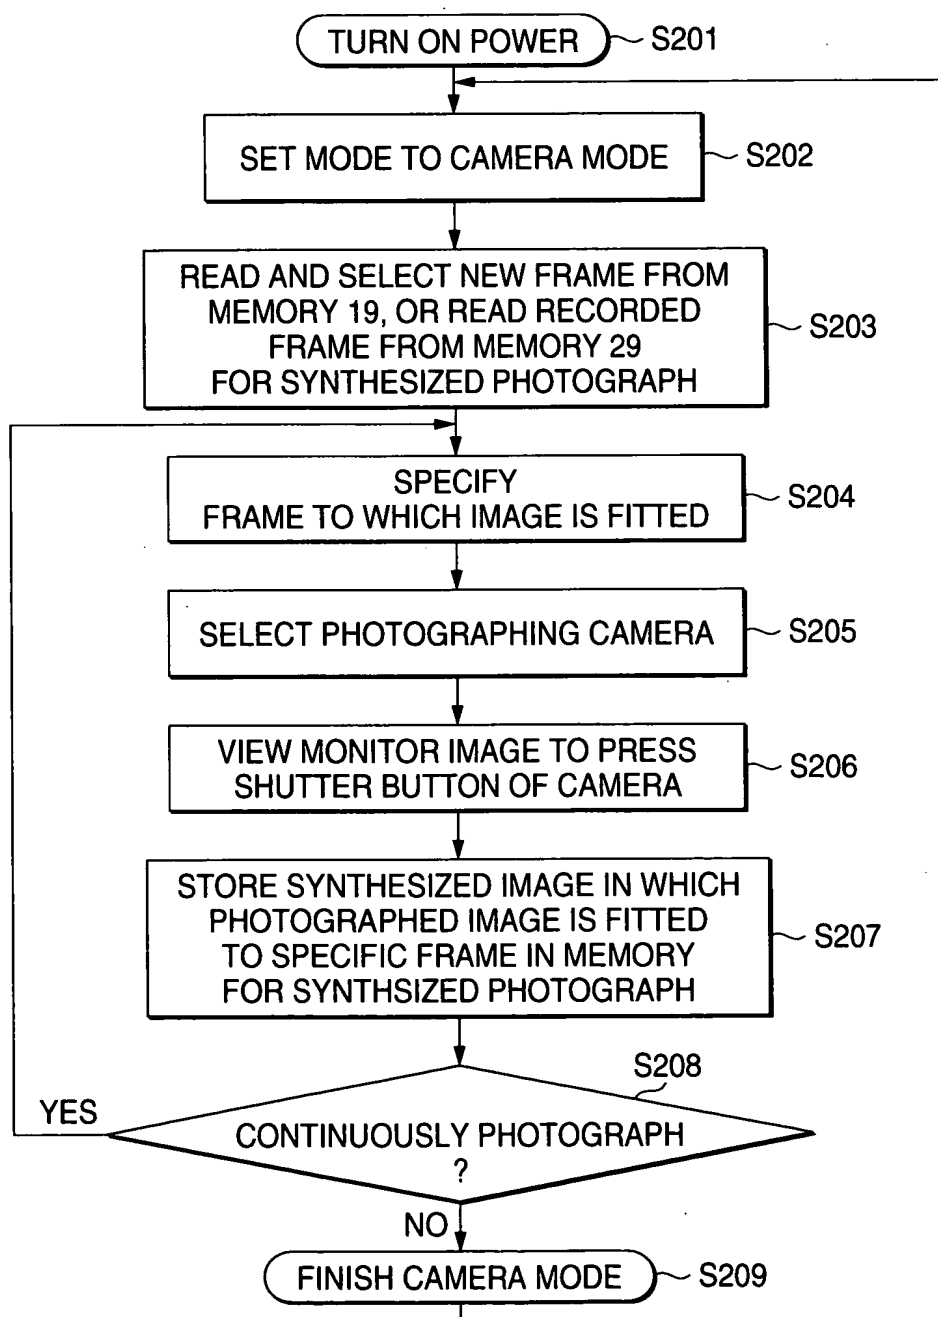 TURN ON POWER
S201
SET MODE TO CAMERA MODE
S202
READ AND SELECT NEW FRAME FROM
MEMORY 19, OR READ RECORDED
FRAME FROM MEMORY 29
FOR SYNTHESIZED PHOTOGRAPH
S203
SPECIFY
FRAME TO WHICH IMAGE IS FITTED
S204
SELECT PHOTOGRAPHING CAMERA
S205
VIEW MONITOR IMAGE TO PRESS
SHUTTER BUTTON OF CAMERA
S206
STORE SYNTHESIZED IMAGE IN WHICH
PHOTOGRAPHED IMAGE IS FITTED
TO SPECIFIC FRAME IN MEMORY
FOR SYNTHSIZED PHOTOGRAPH
S207
S208
YES
CONTINUOUSLY PHOTOGRAPH
?
NO
FINISH CAMERA MODE
S209